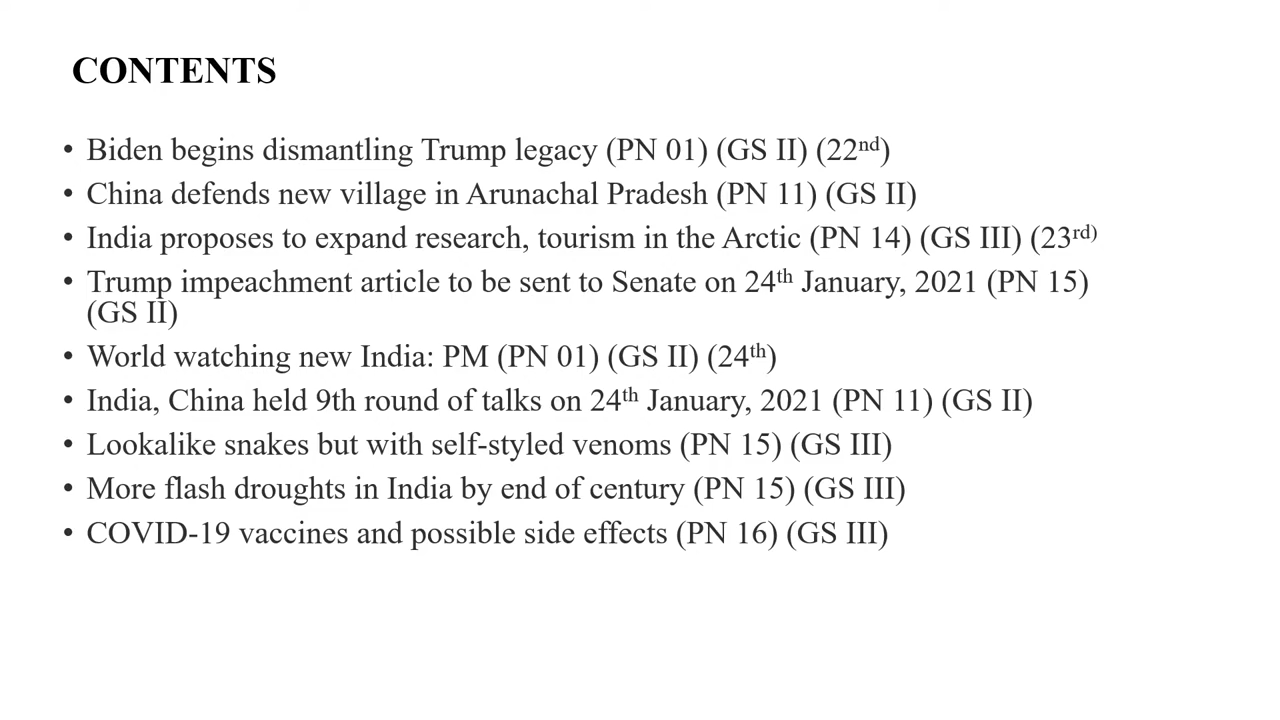 CONTENTS
• Biden begins dismantling Trump legacy (PN 01) (GS II) (22nd)
• China defends new village in Arunachal Pradesh (PN 11) (GS II)
• India proposes to expand research, tourism in the Arctic (PN 14) (GS III) (23rd)
• Trump impeachment article to be sent to Senate on 24th January, 2021 (PN 15)
(GS II)
• World watching new India: PM (PN 01) (GS II) (24th)
• India, China held 9th round of talks on 24th January, 2021 (PN 11) (GS II)
• Lookalike snakes but with self-styled venoms (PN 15) (GS III)
• More flash droughts in India by end of century (PN 15) (GS III)
• COVID-19 vaccines and possible side effects (PN 16) (GS III)